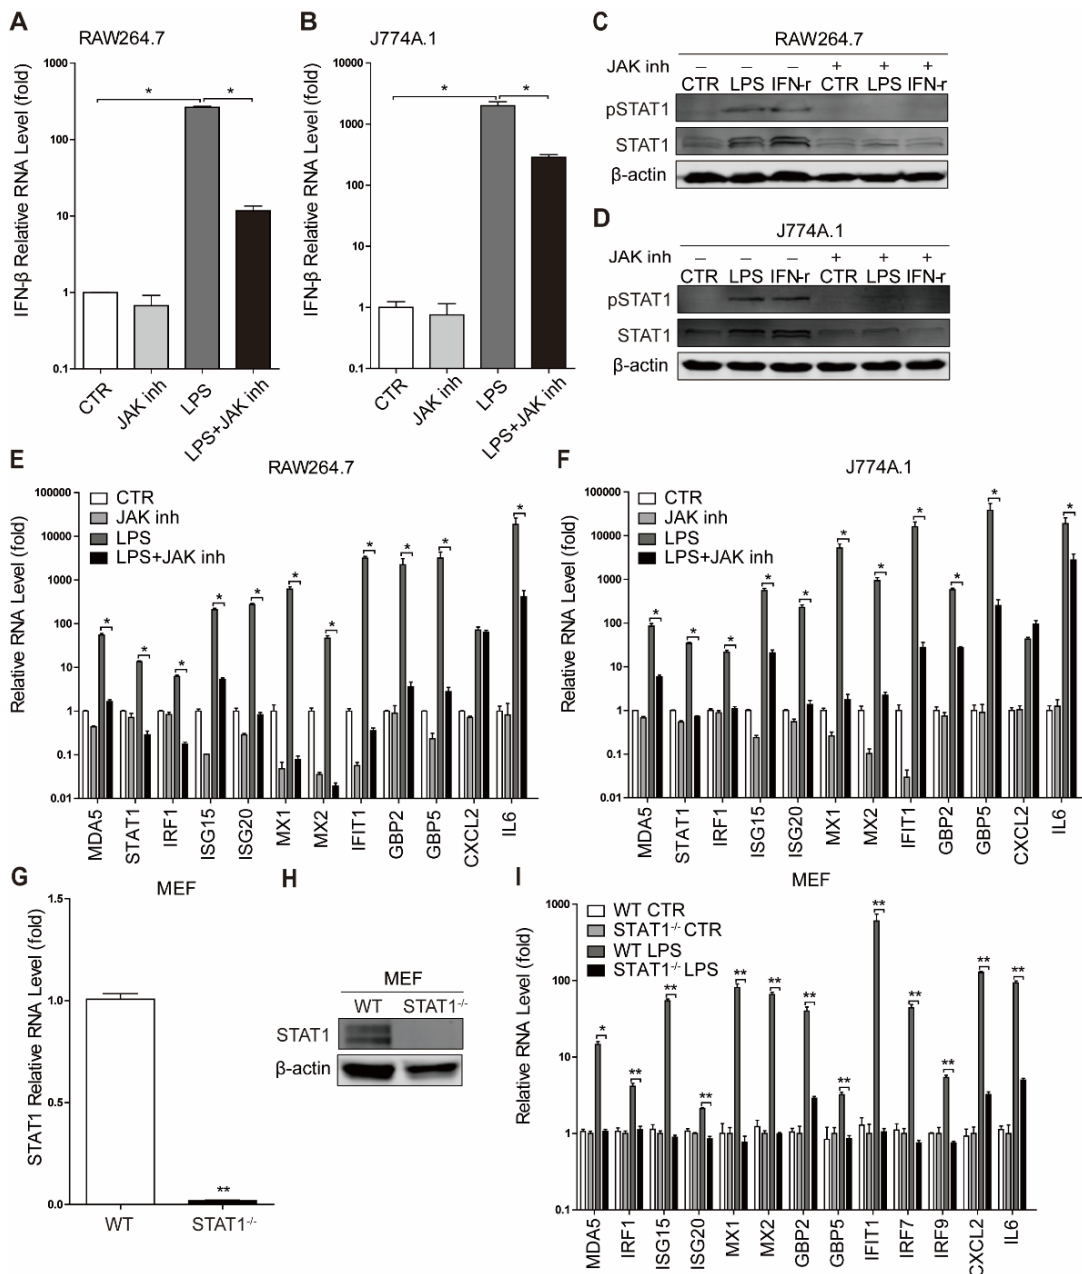 A
RAW264.7
IFN-β Relative RNA Level (fold)
1000
100
10
1
0.1
*
*
CTR
JAK inh
LPS
LPS+JAK inh
B
J774A.1
IFN-β Relative RNA Level (fold)
10000
1000
100
10
1
0.1
*
*
CTR
JAK inh
LPS
LPS+JAK inh
C
RAW264.7
JAK inh – – – + + +
CTR LPS IFN-r CTR LPS IFN-r
pSTAT1
STAT1
β-actin
D
J774A.1
JAK inh – – – + + +
CTR LPS IFN-r CTR LPS IFN-r
pSTAT1
STAT1
β-actin
E
RAW264.7
Relative RNA Level (fold)
100000
10000
1000
100
10
1
0.1
0.01
CTR
JAK inh
LPS
LPS+JAK inh
* * * * * * * * * * *
MDA5 STAT1 IRF1 ISG15 ISG20 MX1 MX2 IFIT1 GBP2 GBP5 CXCL2 IL6
F
J774A.1
Relative RNA Level (fold)
100000
10000
1000
100
10
1
0.1
0.01
CTR
JAK inh
LPS
LPS+JAK inh
* * * * * * * * * * *
MDA5 STAT1 IRF1 ISG15 ISG20 MX1 MX2 IFIT1 GBP2 GBP5 CXCL2 IL6
G
MEF
STAT1 Relative RNA Level (fold)
1.5
1.0
0.5
0.0
**
WT STAT1-/-
H
MEF
WT STAT1-/-
STAT1
β-actin
I
MEF
Relative RNA Level (fold)
1000
100
10
1
0.1
WT CTR
STAT1-/- CTR
WT LPS
STAT1-/- LPS
* ** ** ** ** ** ** ** ** ** ** ** **
MDA5 IRF1 ISG15 ISG20 MX1 MX2 GBP2 GBP5 IFIT1 IRF7 IRF9 CXCL2 IL6